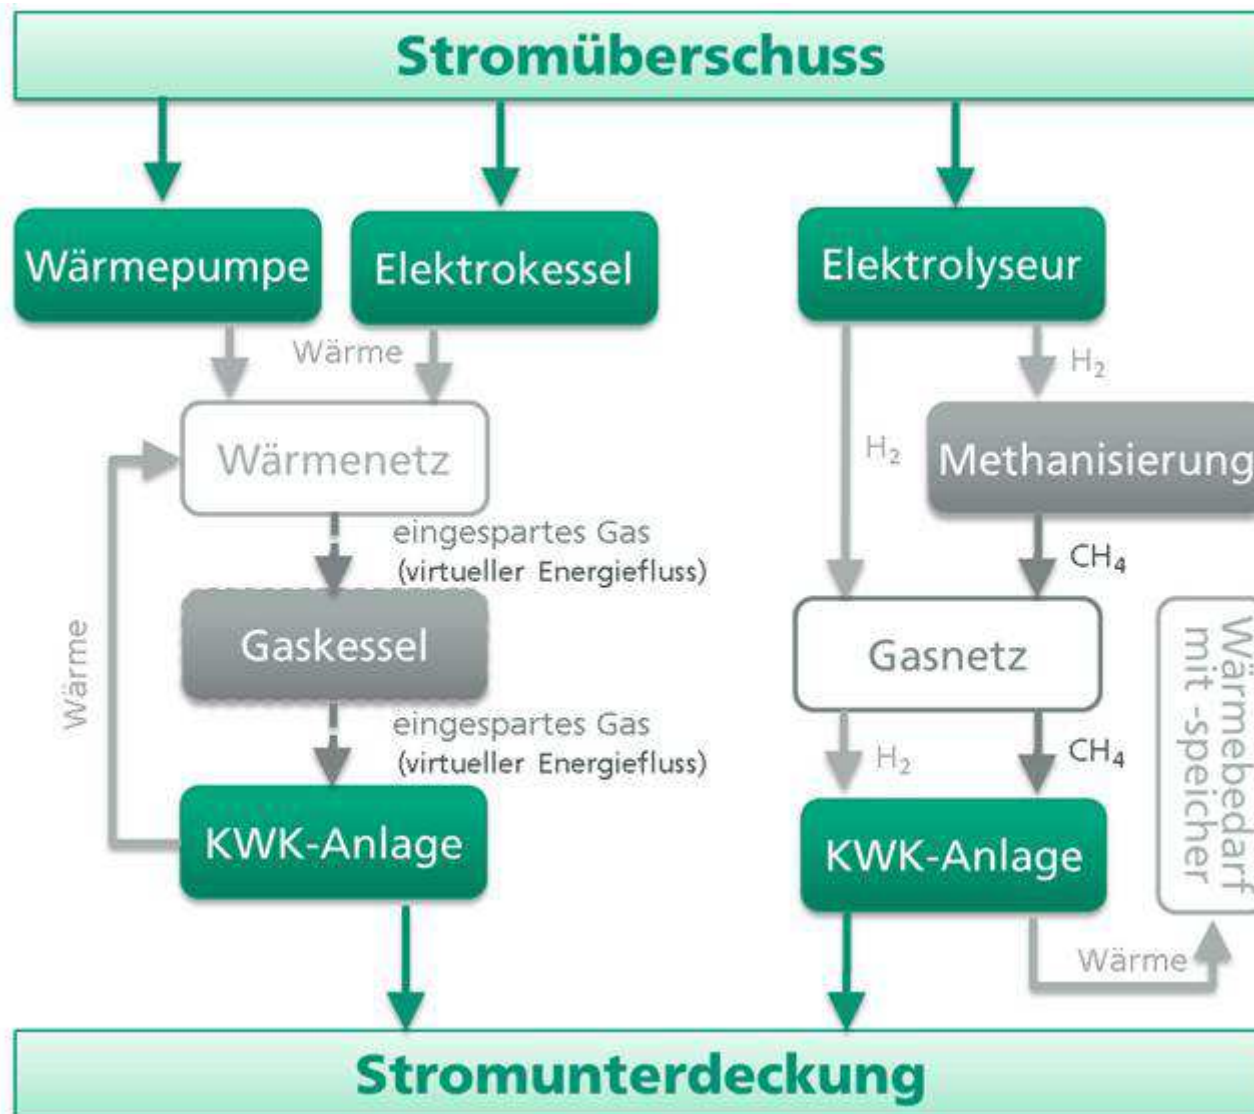 Stromüberschuss
Wärmepumpe
Elektrokessel
Elektrolyseur
Wärme
H₂
Wärmenetz
H₂
Methanisierung
eingespartes Gas
(virtueller Energiefluss)
CH₄
Wärme
Gaskessel
Gasnetz
Wärmebedarf
mit -speicher
eingespartes Gas
(virtueller Energiefluss)
H₂
CH₄
KWK-Anlage
KWK-Anlage
Wärme
Stromunterdeckung